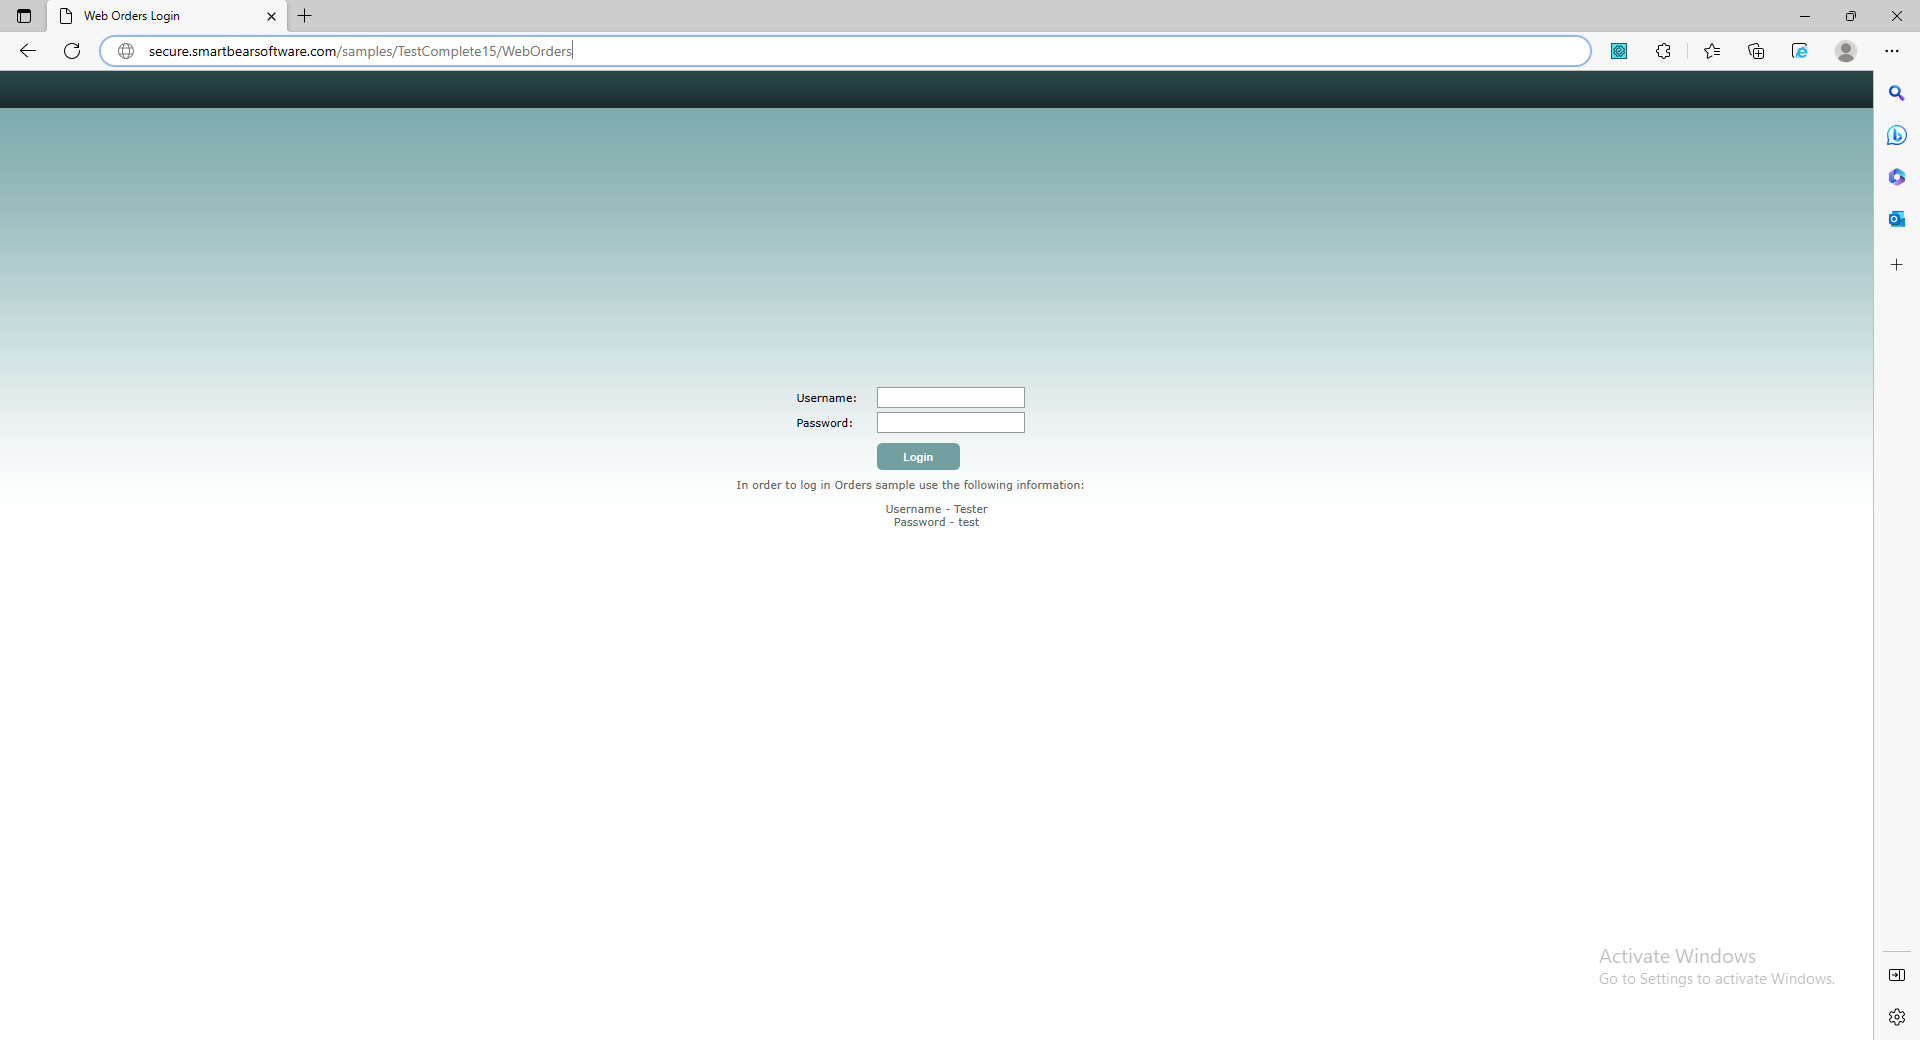 Web Orders Login
secure.smartbearsoftware.com/samples/TestComplete15/WebOrders
Username:
Password:
Login
In order to log in Orders sample use the following information:
Username - Tester
Password - test
Activate Windows
Go to Settings to activate Windows.